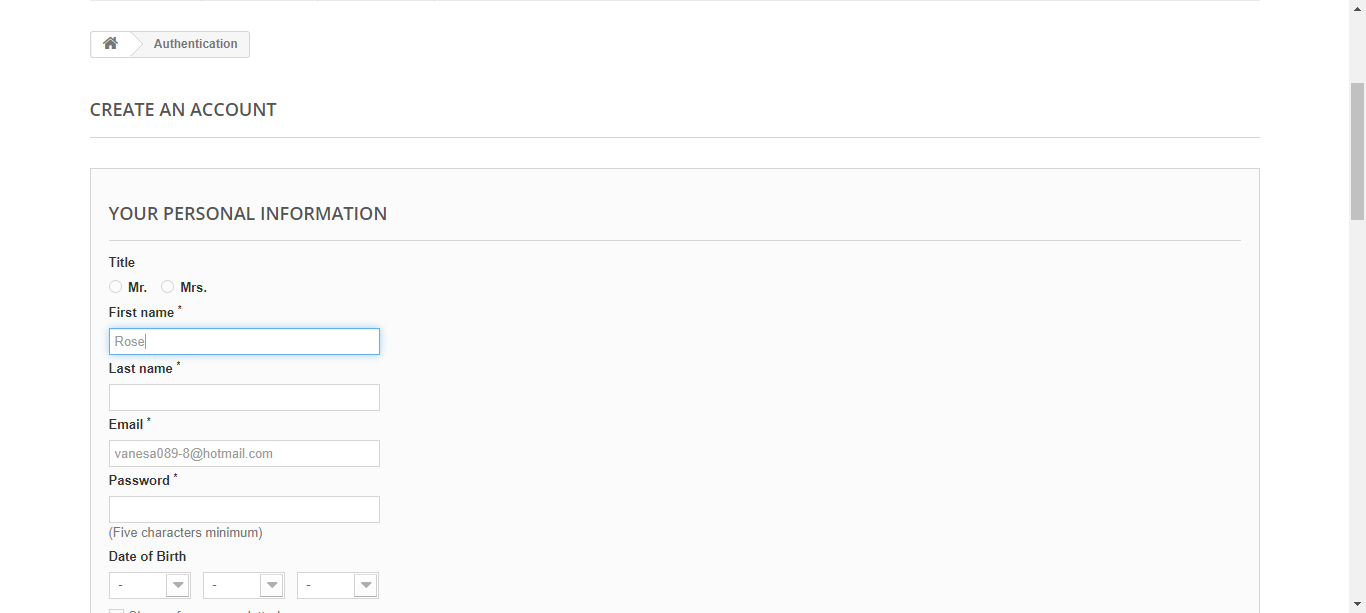 Authentication
CREATE AN ACCOUNT
YOUR PERSONAL INFORMATION
Title
Mr. Mrs.
First name *
Rose
Last name *
Email *
vanesa089-8@hotmail.com
Password *
(Five characters minimum)
Date of Birth
- - -